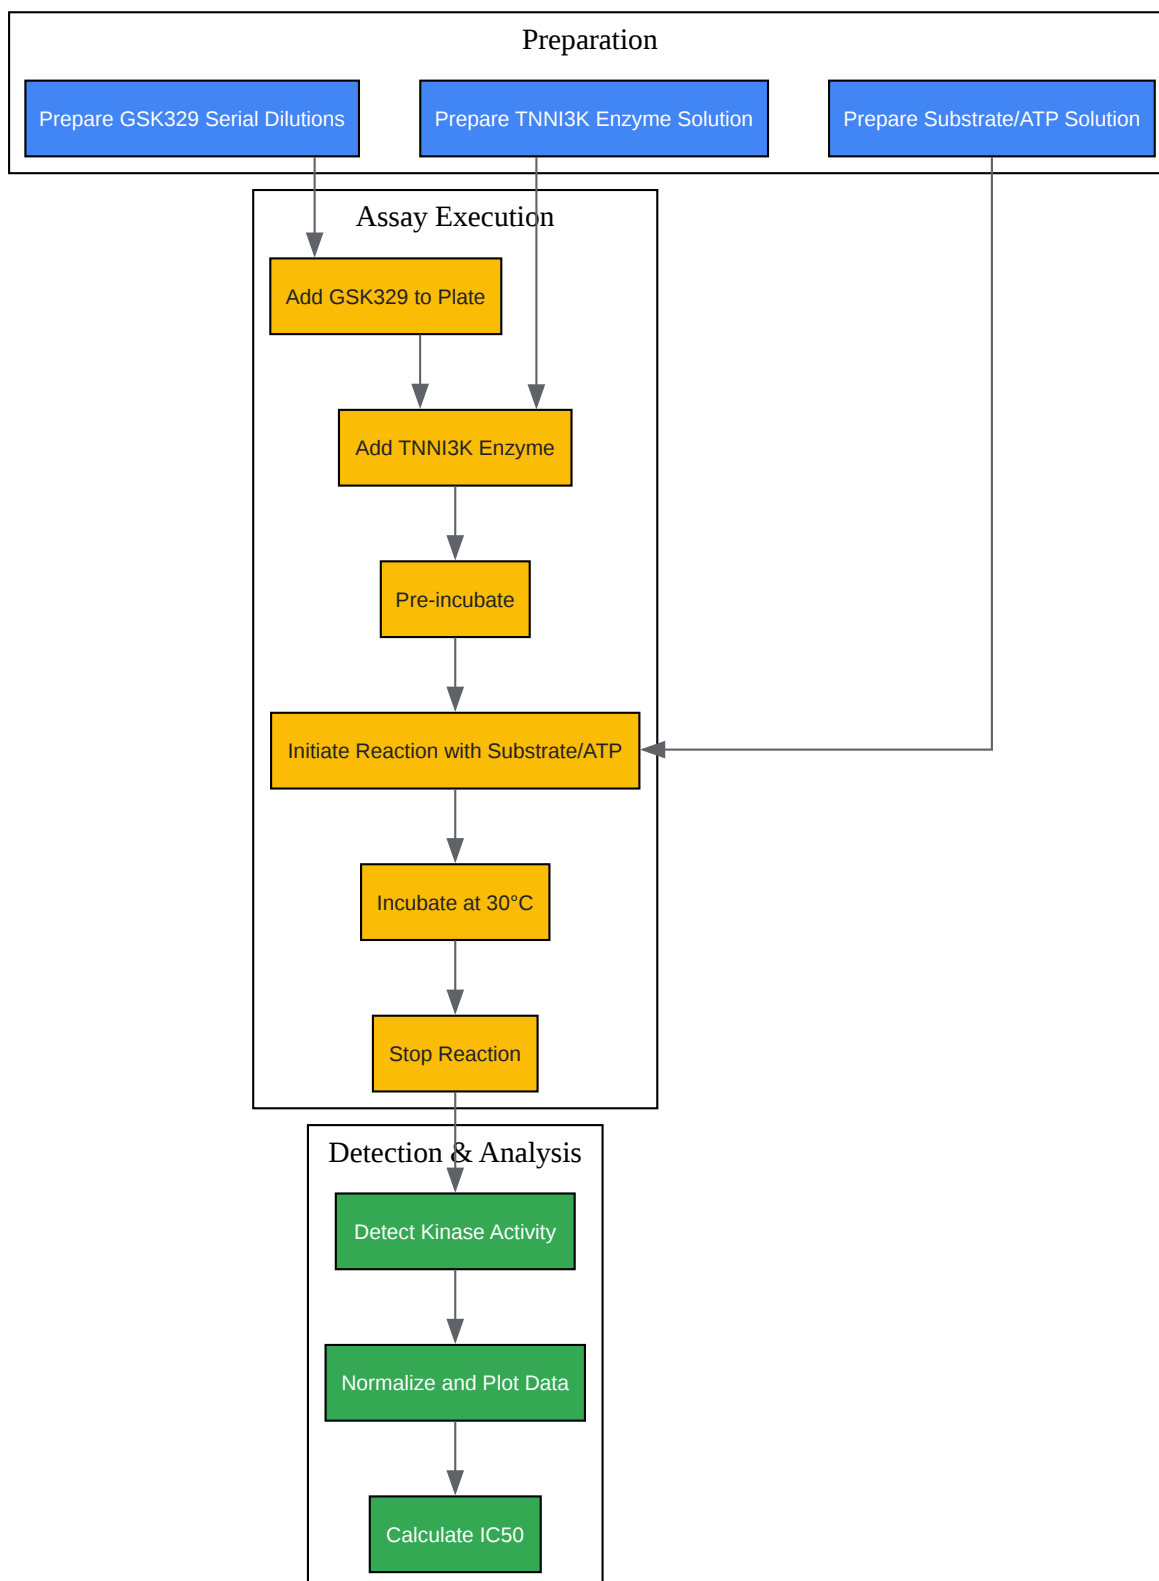 Preparation
Prepare GSK329 Serial Dilutions
Prepare TNNI3K Enzyme Solution
Prepare Substrate/ATP Solution
Assay Execution
Add GSK329 to Plate
Add TNNI3K Enzyme
Pre-incubate
Initiate Reaction with Substrate/ATP
Incubate at 30°C
Stop Reaction
Detection & Analysis
Detect Kinase Activity
Normalize and Plot Data
Calculate IC50